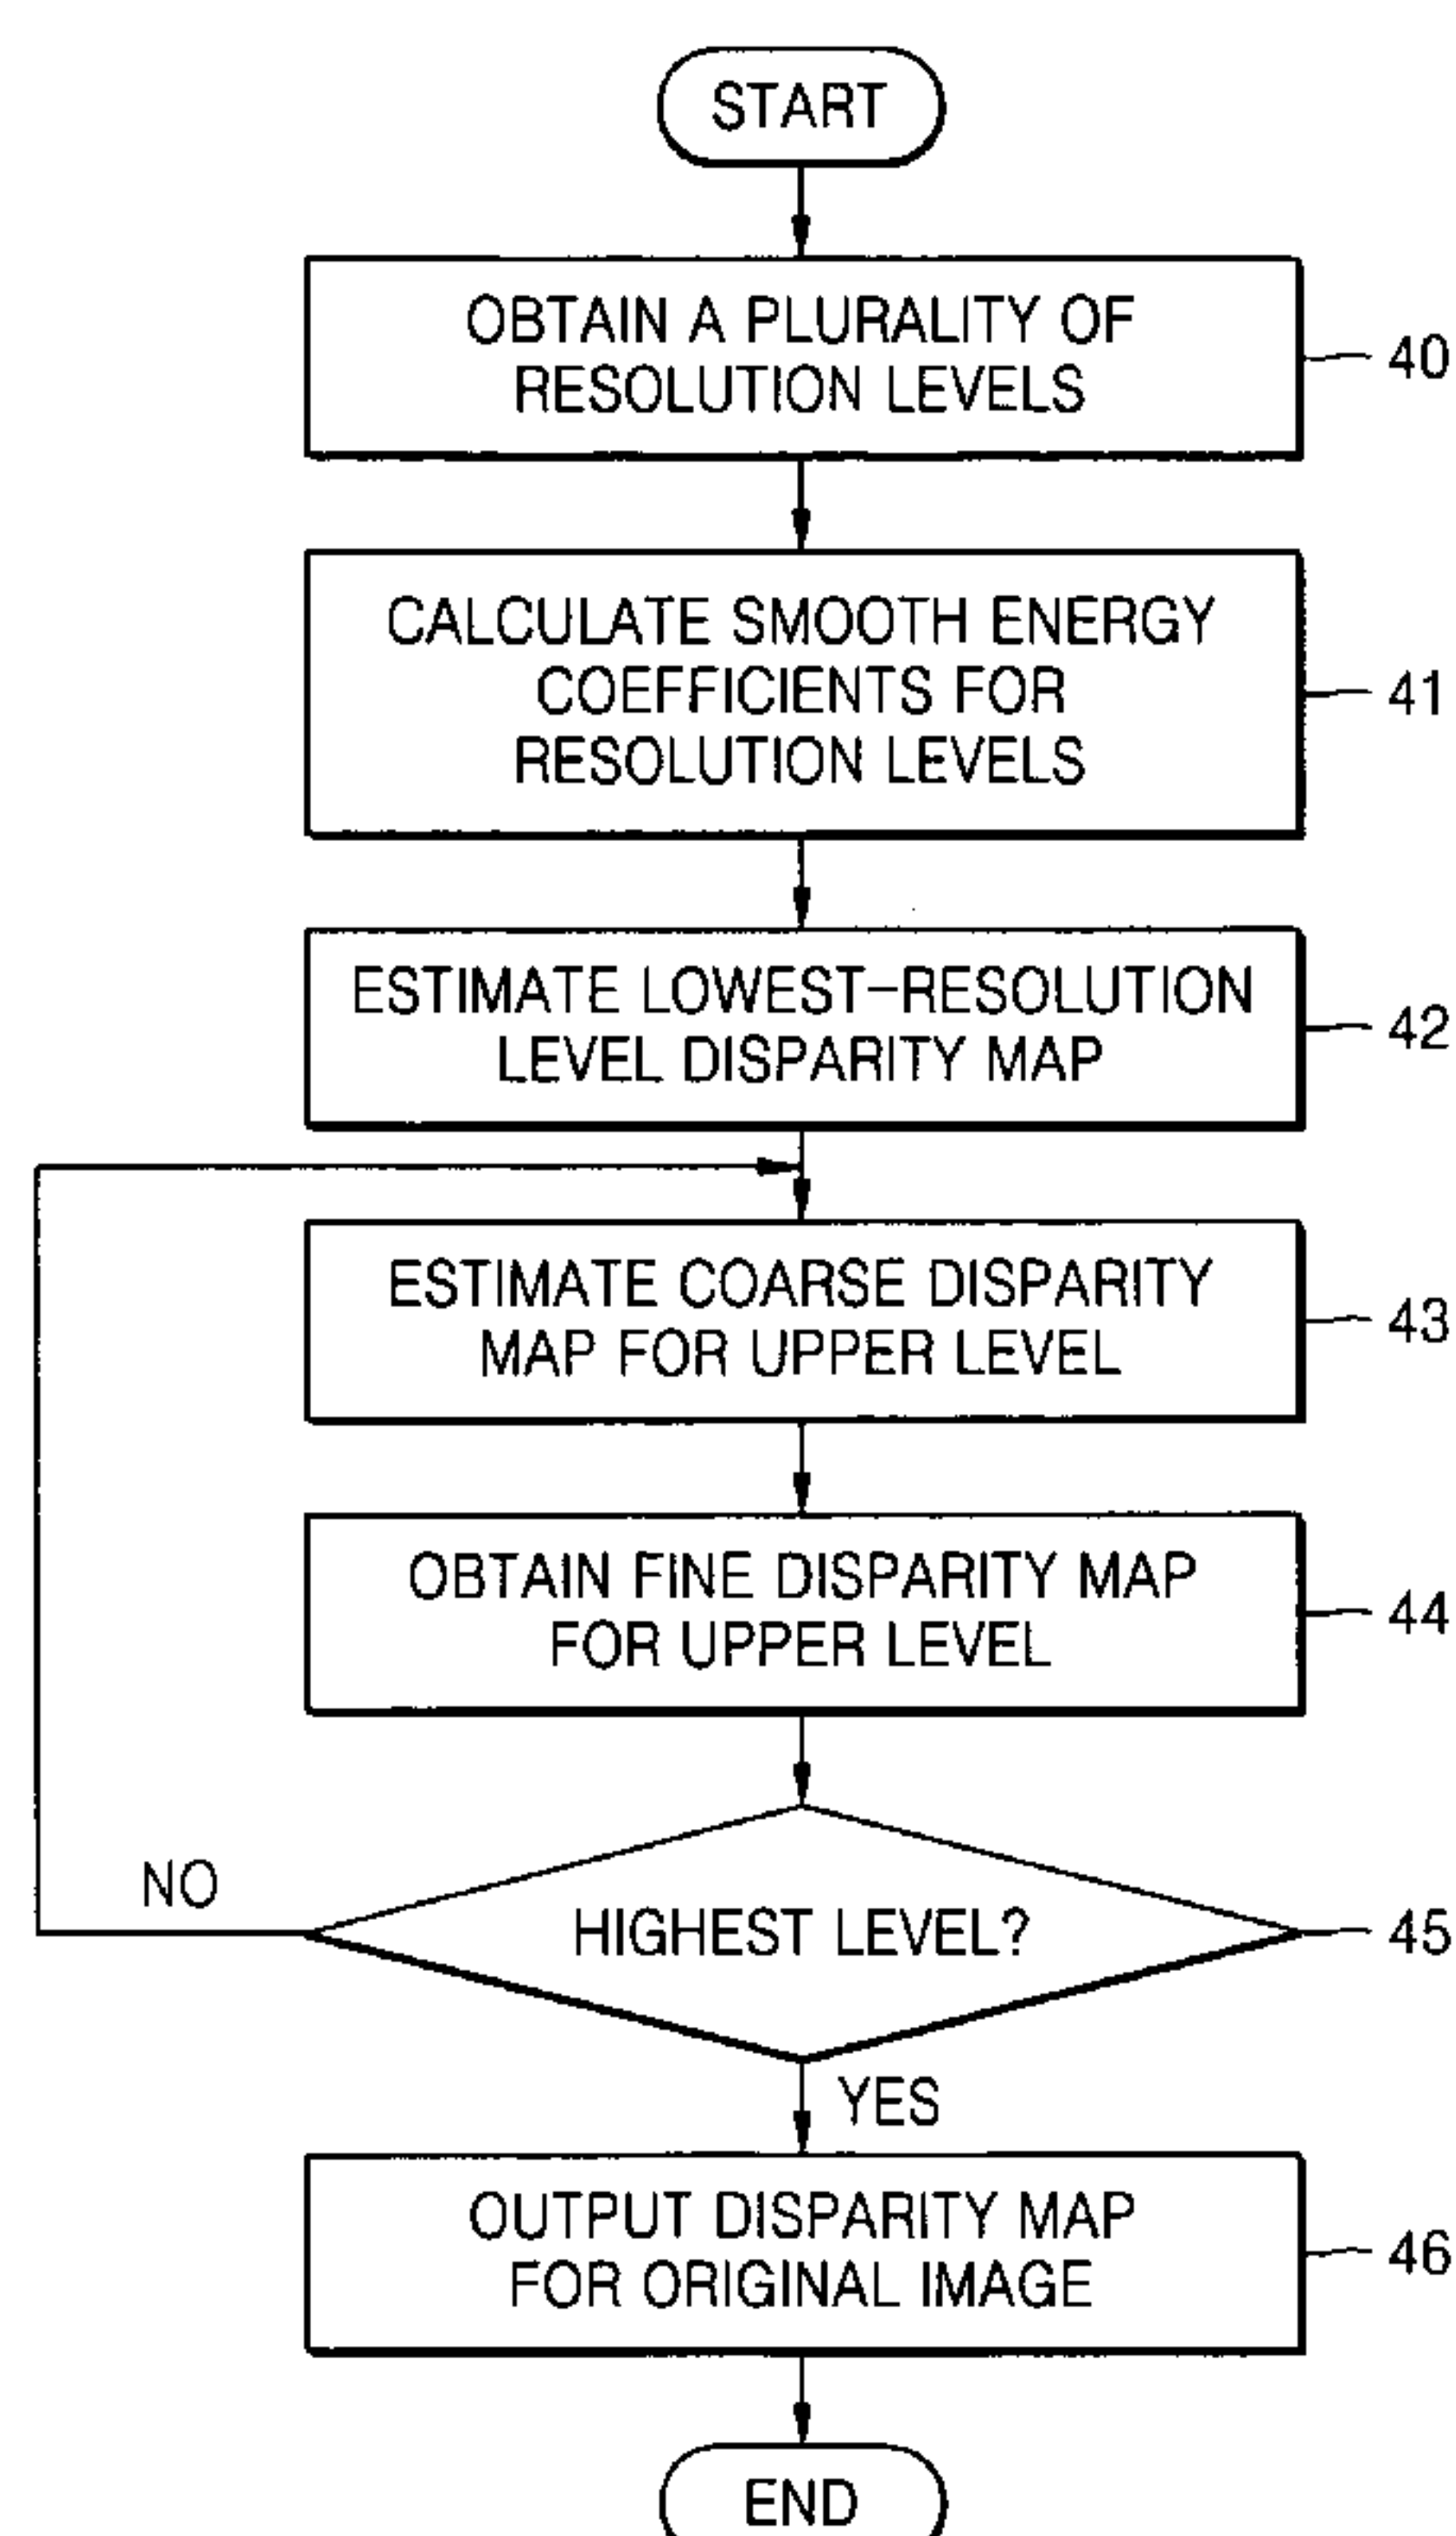 START
OBTAIN A PLURALITY OF
RESOLUTION LEVELS
40
CALCULATE SMOOTH ENERGY
COEFFICIENTS FOR
RESOLUTION LEVELS
41
ESTIMATE LOWEST-RESOLUTION
LEVEL DISPARITY MAP
42
ESTIMATE COARSE DISPARITY
MAP FOR UPPER LEVEL
43
OBTAIN FINE DISPARITY MAP
FOR UPPER LEVEL
44
NO
HIGHEST LEVEL?
45
YES
OUTPUT DISPARITY MAP
FOR ORIGINAL IMAGE
46
END